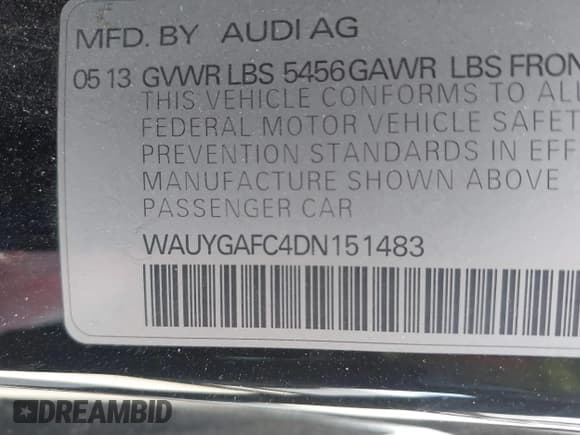 MFD. BY AUDI AG
05 13 GVWR LBS 5456 GAWR LBS FRON
THIS VEHICLE CONFORMS TO ALL
FEDERAL MOTOR VEHICLE SAFET
PREVENTION STANDARDS IN EFF
MANUFACTURE SHOWN ABOVE
PASSENGER CAR
WAUYGAFC4DN151483
DREAMBID